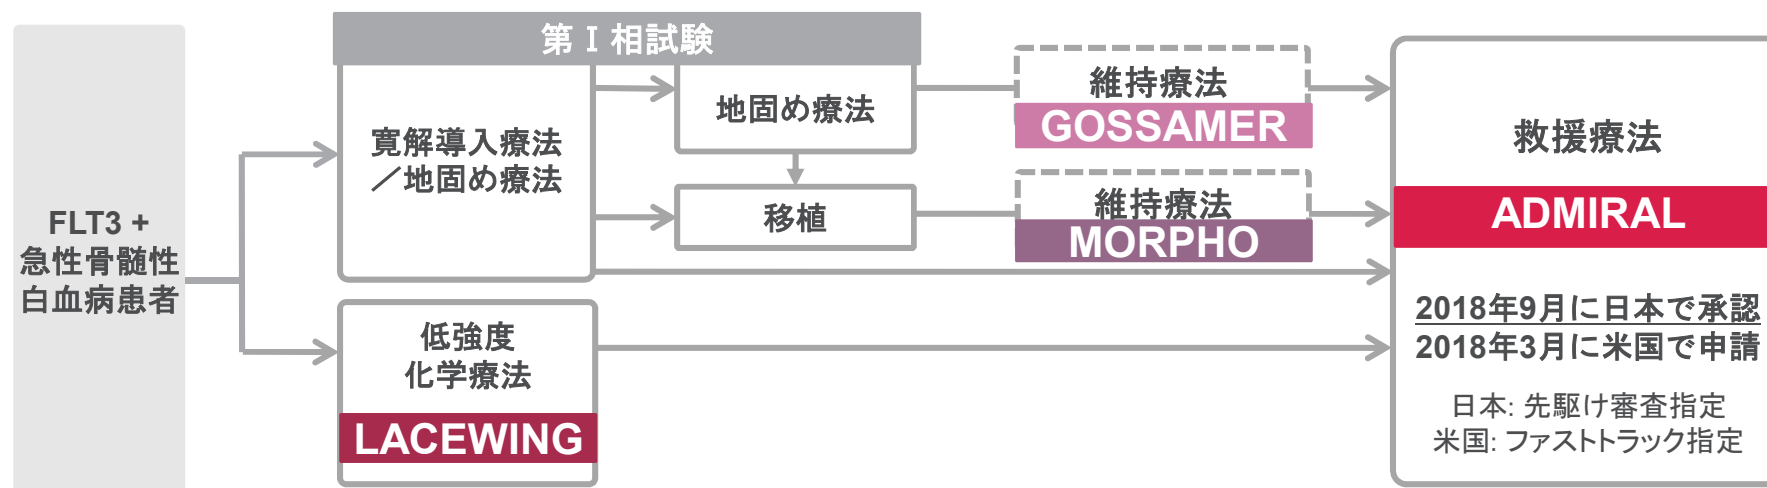 FLT3 +
急性骨髄性
白血病患者
第Ⅰ相試験
寛解導入療法
／地固め療法
地固め療法
移植
維持療法
GOSSAMER
維持療法
MORPHO
低強度
化学療法
LACEWING
救援療法
ADMIRAL
2018年9月に日本で承認
2018年3月に米国で申請
日本: 先駆け審査指定
米国: ファストトラック指定